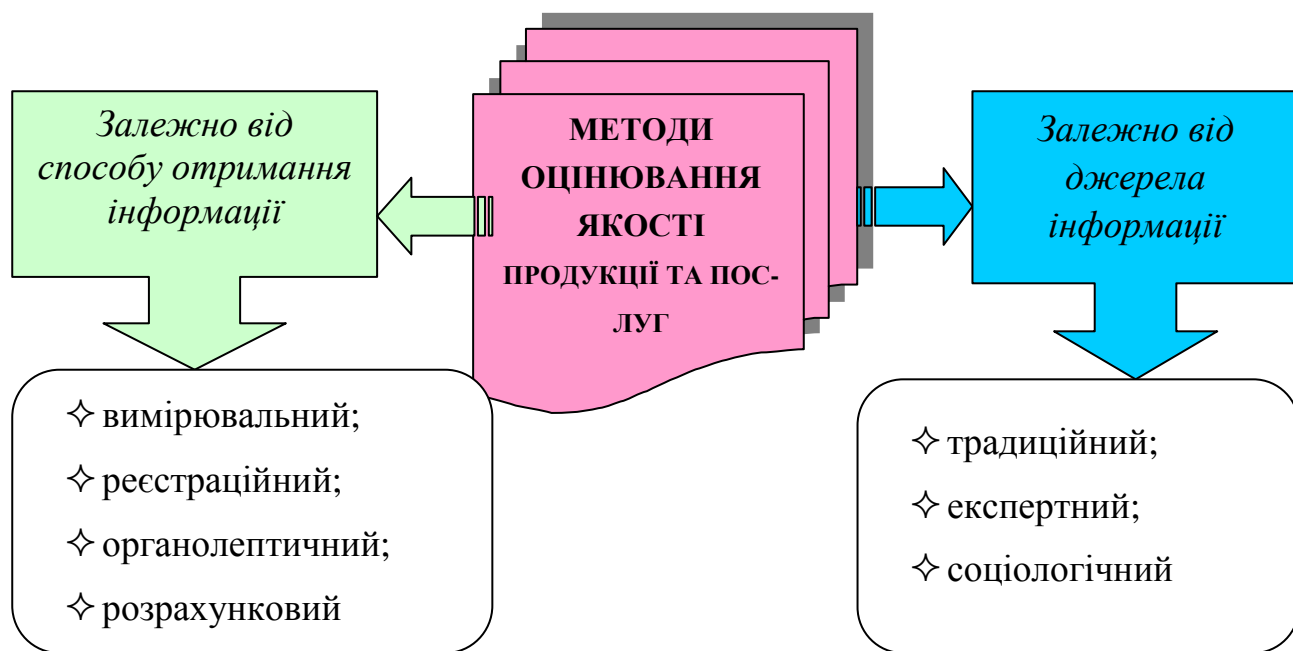 МЕТОДИ
ОЦІНЮВАННЯ
ЯКОСТІ
ПРОДУКЦІЇ ТА ПОС-
ЛУГ
Залежно від
способу отримання
інформації
вимірювальний;
реєстраційний;
органолептичний;
розрахунковий
Залежно від
джерела
інформації
традиційний;
експертний;
соціологічний